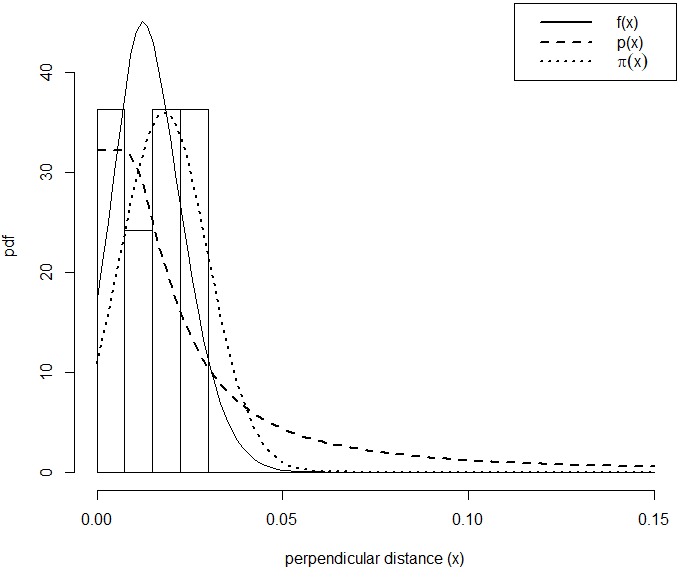 f(x)
p(x)
π(x)
pdf
40
30
20
10
0
0.00 0.05 0.10 0.15
perpendicular distance (x)